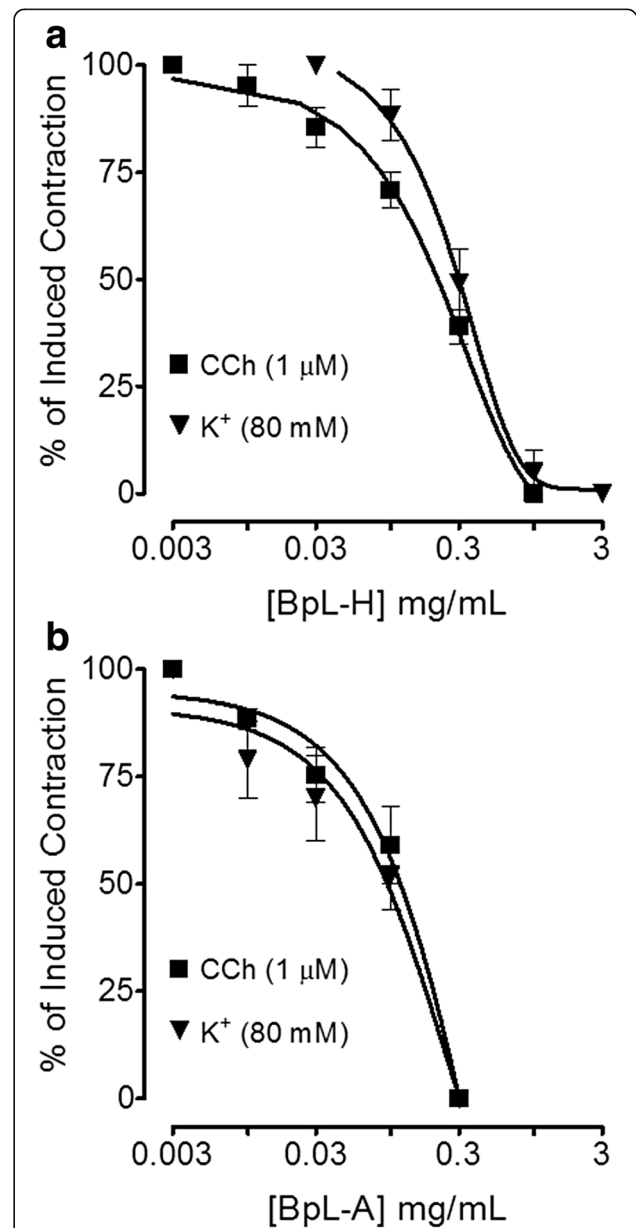 a
% of Induced Contraction
100
75
50
25
0
CCh (1 μM)
K⁺ (80 mM)
0.003 0.03 0.3 3
[BpL-H] mg/mL
b
% of Induced Contraction
100
75
50
25
0
CCh (1 μM)
K⁺ (80 mM)
0.003 0.03 0.3 3
[BpL-A] mg/mL